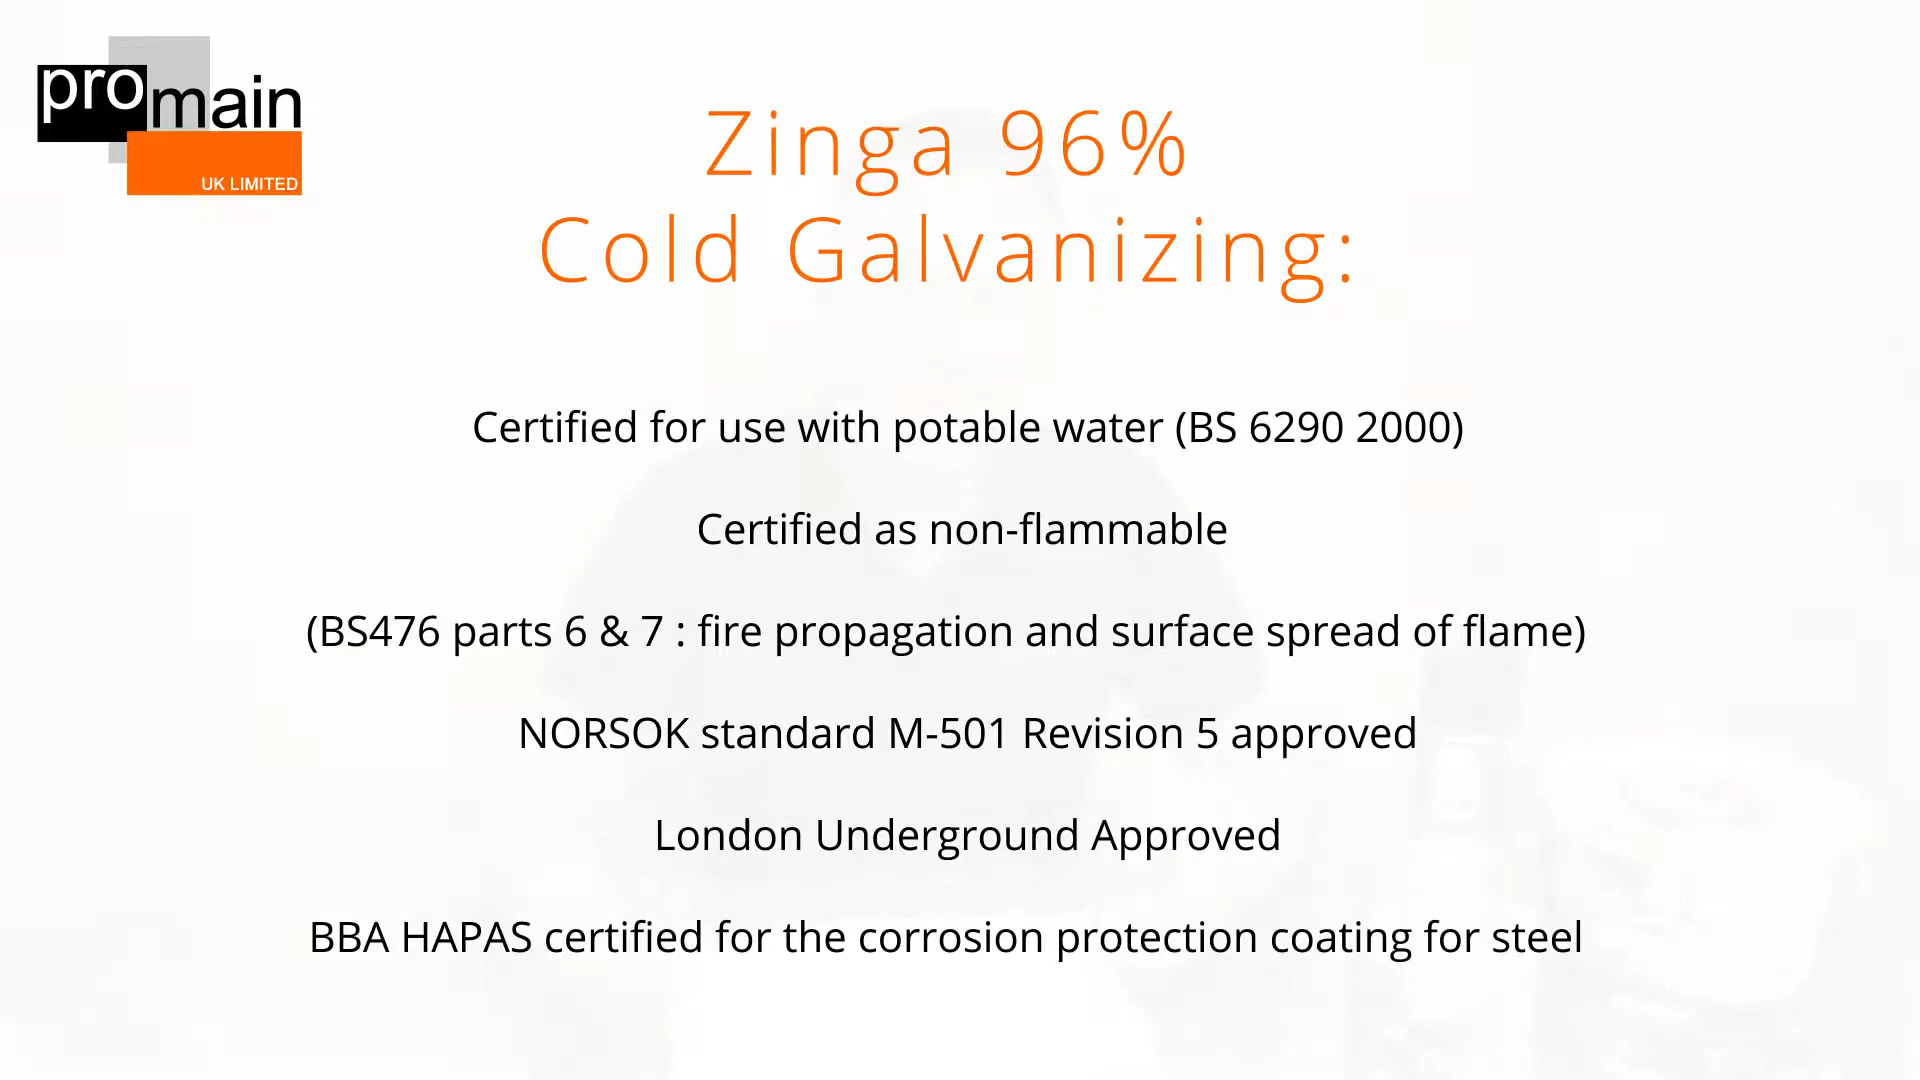 promain
UK LIMITED
Zinga 96%
Cold Galvanizing:
Certified for use with potable water (BS 6290 2000)
Certified as non-flammable
(BS476 parts 6 & 7 : fire propagation and surface spread of flame)
NORSOK standard M-501 Revision 5 approved
London Underground Approved
BBA HAPAS certified for the corrosion protection coating for steel